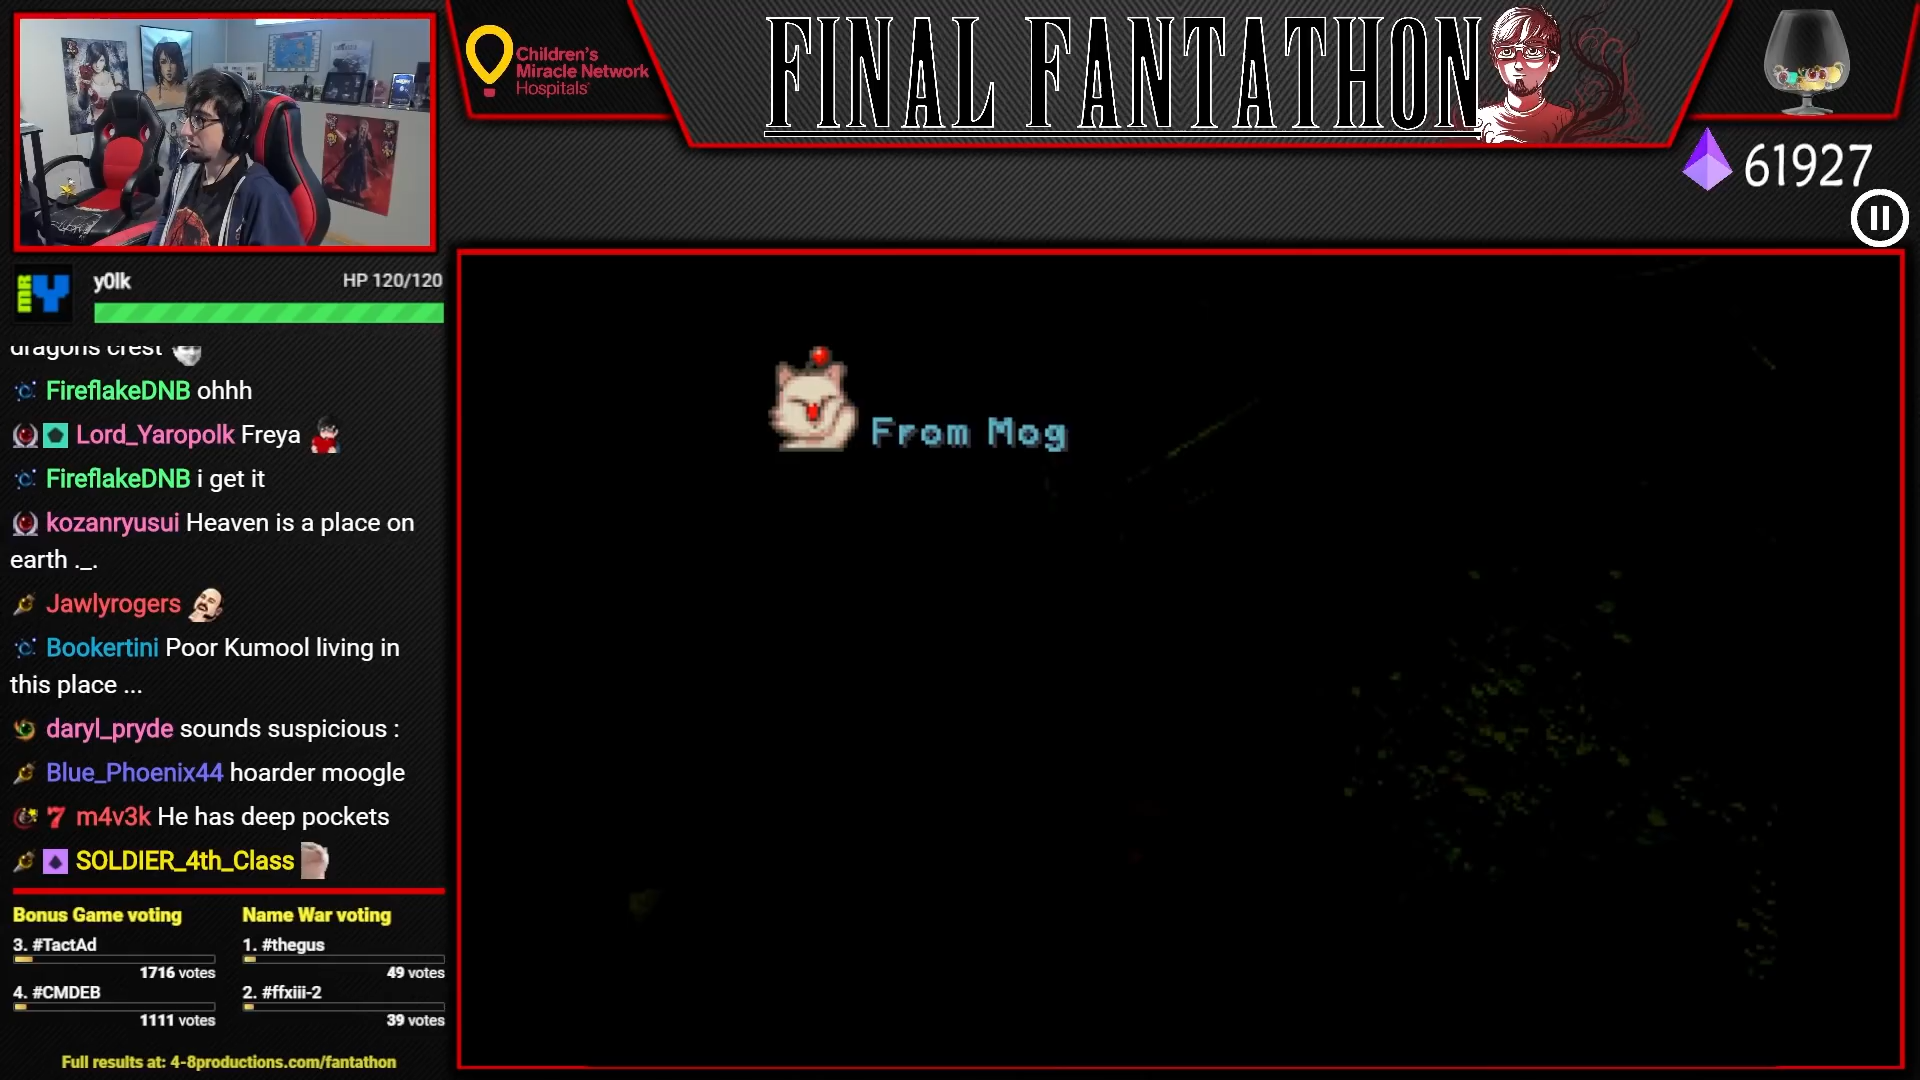 Children's
Miracle Network
Hospitals
FINAL FANTATHON
61927
MR Y
y0lk
HP 120/120
dragons crest
FireflakeDNB ohhh
Lord_Yaropolk Freya
FireflakeDNB i get it
kozanryusui Heaven is a place on
earth ._.
Jawlyrogers
Bookertini Poor Kumool living in
this place ...
daryl_pryde sounds suspicious :
Blue_Phoenix44 hoarder moogle
7 m4v3k He has deep pockets
SOLDIER_4th_Class
From Mog
Bonus Game voting
3. #TactAd
1716 votes
4. #CMDEB
1111 votes
Name War voting
1. #thegus
49 votes
2. #ffxiii-2
39 votes
Full results at: 4-8productions.com/fantathon